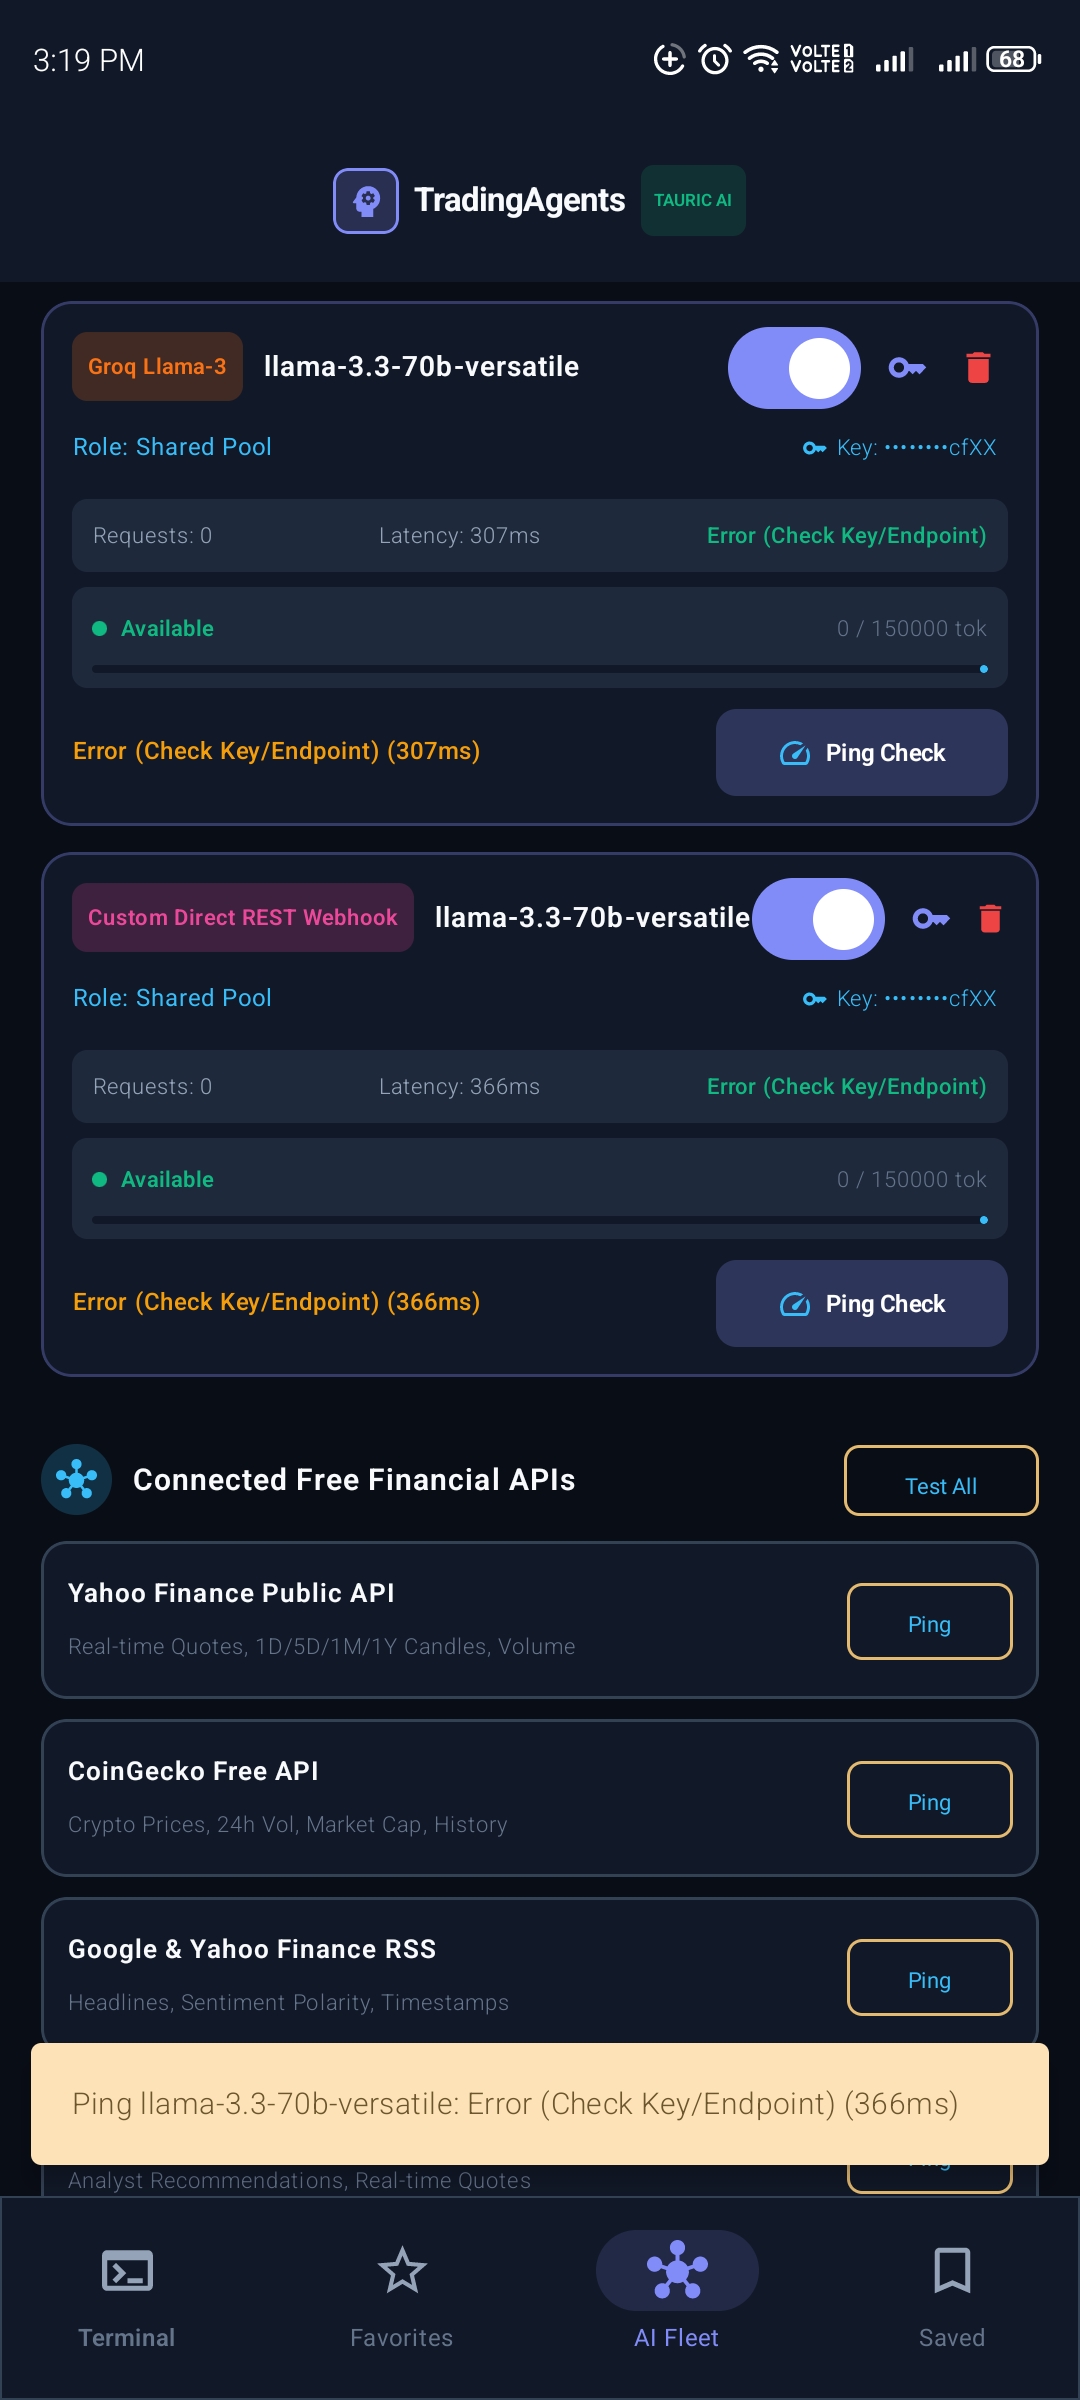 3:19 PM
VoLTE 1
VoLTE 2
68
TradingAgents
TAURIC AI
Groq Llama-3
llama-3.3-70b-versatile
Role: Shared Pool
Key: ••••••••cfXX
Requests: 0
Latency: 307ms
Error (Check Key/Endpoint)
Available
0 / 150000 tok
Error (Check Key/Endpoint) (307ms)
Ping Check
Custom Direct REST Webhook
llama-3.3-70b-versatile
Role: Shared Pool
Key: ••••••••cfXX
Requests: 0
Latency: 366ms
Error (Check Key/Endpoint)
Available
0 / 150000 tok
Error (Check Key/Endpoint) (366ms)
Ping Check
Connected Free Financial APIs
Test All
Yahoo Finance Public API
Real-time Quotes, 1D/5D/1M/1Y Candles, Volume
Ping
CoinGecko Free API
Crypto Prices, 24h Vol, Market Cap, History
Ping
Google & Yahoo Finance RSS
Headlines, Sentiment Polarity, Timestamps
Ping
Ping llama-3.3-70b-versatile: Error (Check Key/Endpoint) (366ms)
Analyst Recommendations, Real-time Quotes
Terminal
Favorites
AI Fleet
Saved